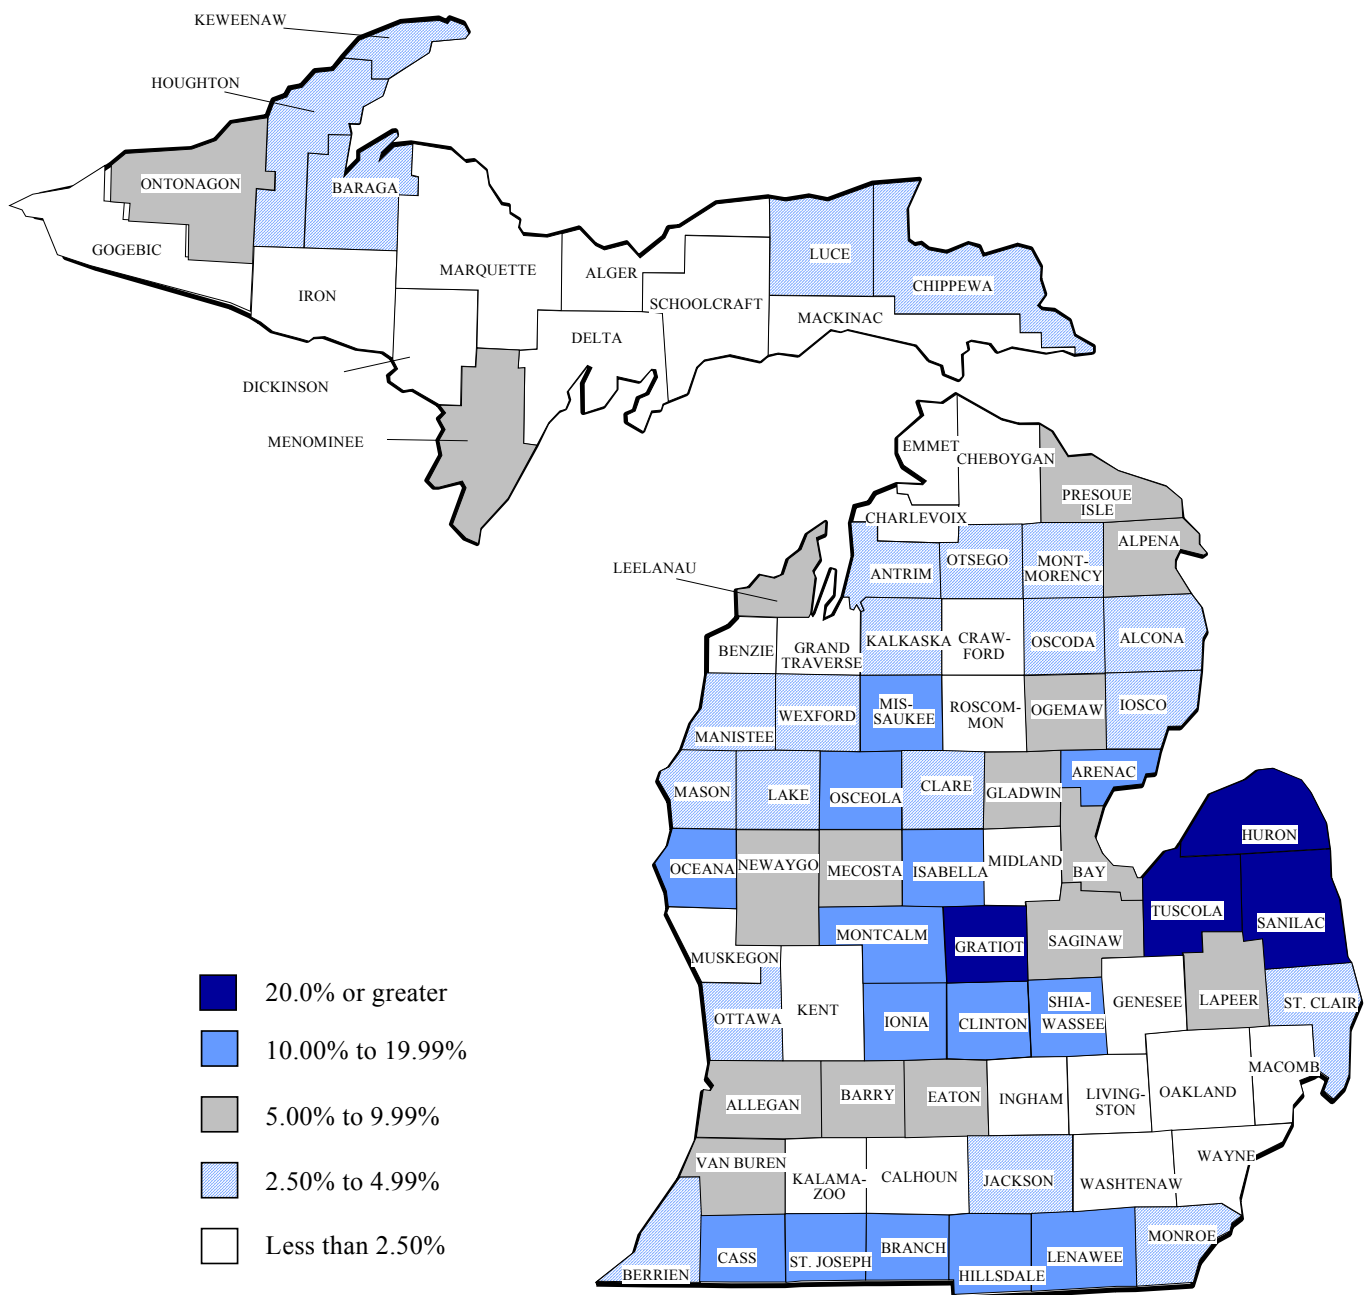 KEWEENAW
HOUGHTON
ONTONAGON
BARAGA
GOGEBIC
LUCE
MARQUETTE
ALGER
CHIPPEWA
IRON
SCHOOLCRAFT
MACKINAC
DELTA
DICKINSON
MENOMINEE
EMMET
CHEBOYGAN
PRESOUE
ISLE
CHARLEVOIX
ALPENA
LEELANAU
ANTRIM
OTSEGO
MONT-
MORENCY
BENZIE
GRAND
TRAVERSE
KALKASKA
CRAW-
FORD
OSCODA
ALCONA
MANISTEE
WEXFORD
MIS-
SAUKEE
ROSCOM-
MON
OGEMAW
IOSCO
MASON
LAKE
OSCEOLA
CLARE
GLADWIN
ARENAC
HURON
OCEANA
NEWAYGO
MECOSTA
ISABELLA
MIDLAND
BAY
TUSCOLA
SANILAC
MONTCALM
GRATIOT
SAGINAW
MUSKEGON
20.0% or greater
OTTAWA
KENT
IONIA
CLINTON
SHIA-
WASSEE
GENESEE
LAPEER
ST. CLAIR
10.00% to 19.99%
MACOMB
5.00% to 9.99%
ALLEGAN
BARRY
EATON
INGHAM
LIVING-
STON
OAKLAND
2.50% to 4.99%
VAN BUREN
KALAMA-
ZOO
CALHOUN
JACKSON
WASHTENAW
WAYNE
Less than 2.50%
BERRIEN
CASS
ST. JOSEPH
BRANCH
HILLSDALE
LENAWEE
MONROE